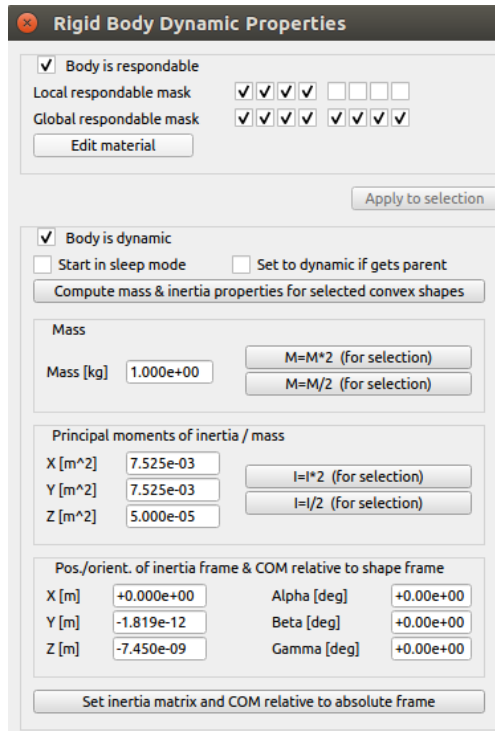 Rigid Body Dynamic Properties
Body is respondable
Local respondable mask
Global respondable mask
Edit material
Apply to selection
Body is dynamic
Start in sleep mode Set to dynamic if gets parent
Compute mass & inertia properties for selected convex shapes
Mass
Mass [kg] 1.000e+00 M=M*2 (for selection)
M=M/2 (for selection)
Principal moments of inertia / mass
X [m^2] 7.525e-03
Y [m^2] 7.525e-03 I=I*2 (for selection)
Z [m^2] 5.000e-05 I=I/2 (for selection)
Pos./orient. of inertia frame & COM relative to shape frame
X [m] +0.000e+00 Alpha [deg] +0.00e+00
Y [m] -1.819e-12 Beta [deg] +0.00e+00
Z [m] -7.450e-09 Gamma [deg] +0.00e+00
Set inertia matrix and COM relative to absolute frame